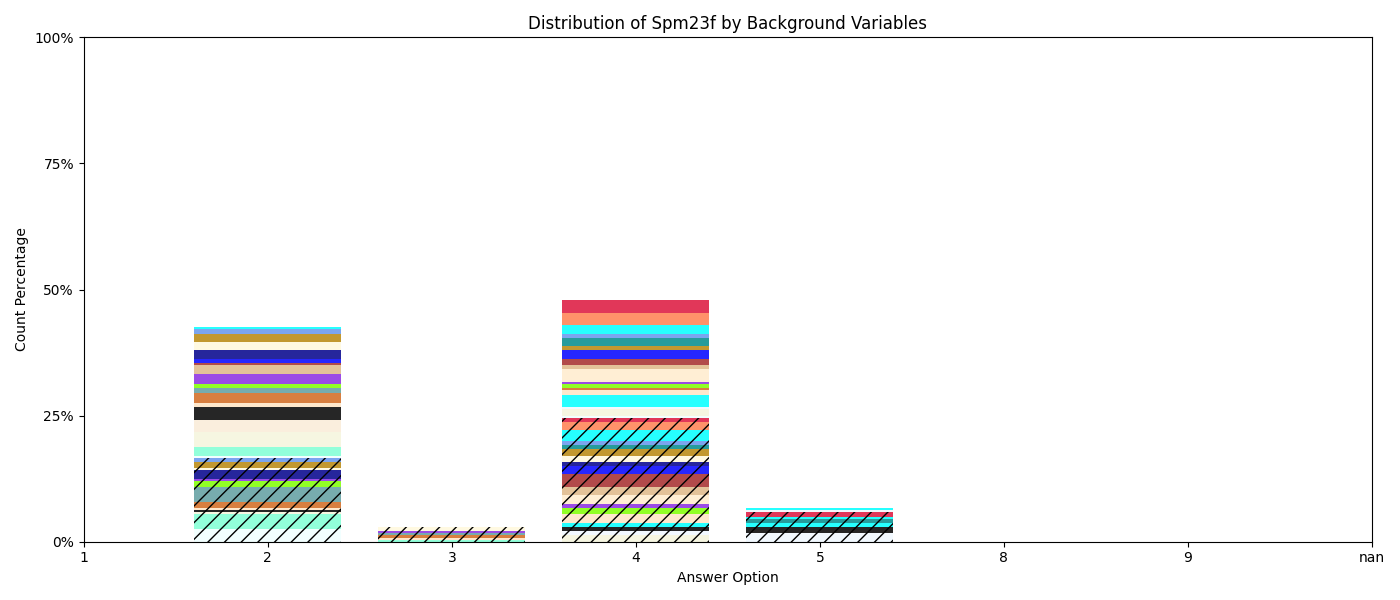 Distribution of Spm23f by Background Variables
100%
75%
50%
25%
0%
Count Percentage
1 2 3 4 5 8 9 nan
Answer Option